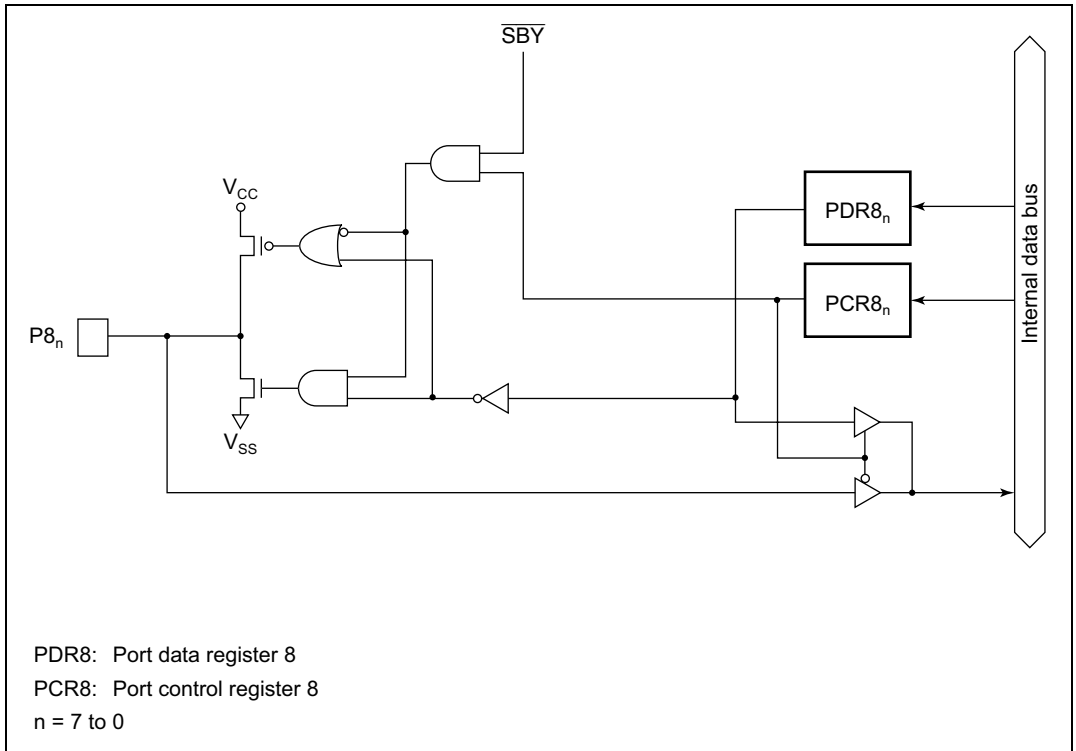 SBY
VCC
PDR8n
PCR8n
Internal data bus
P8n
VSS
PDR8: Port data register 8
PCR8: Port control register 8
n = 7 to 0